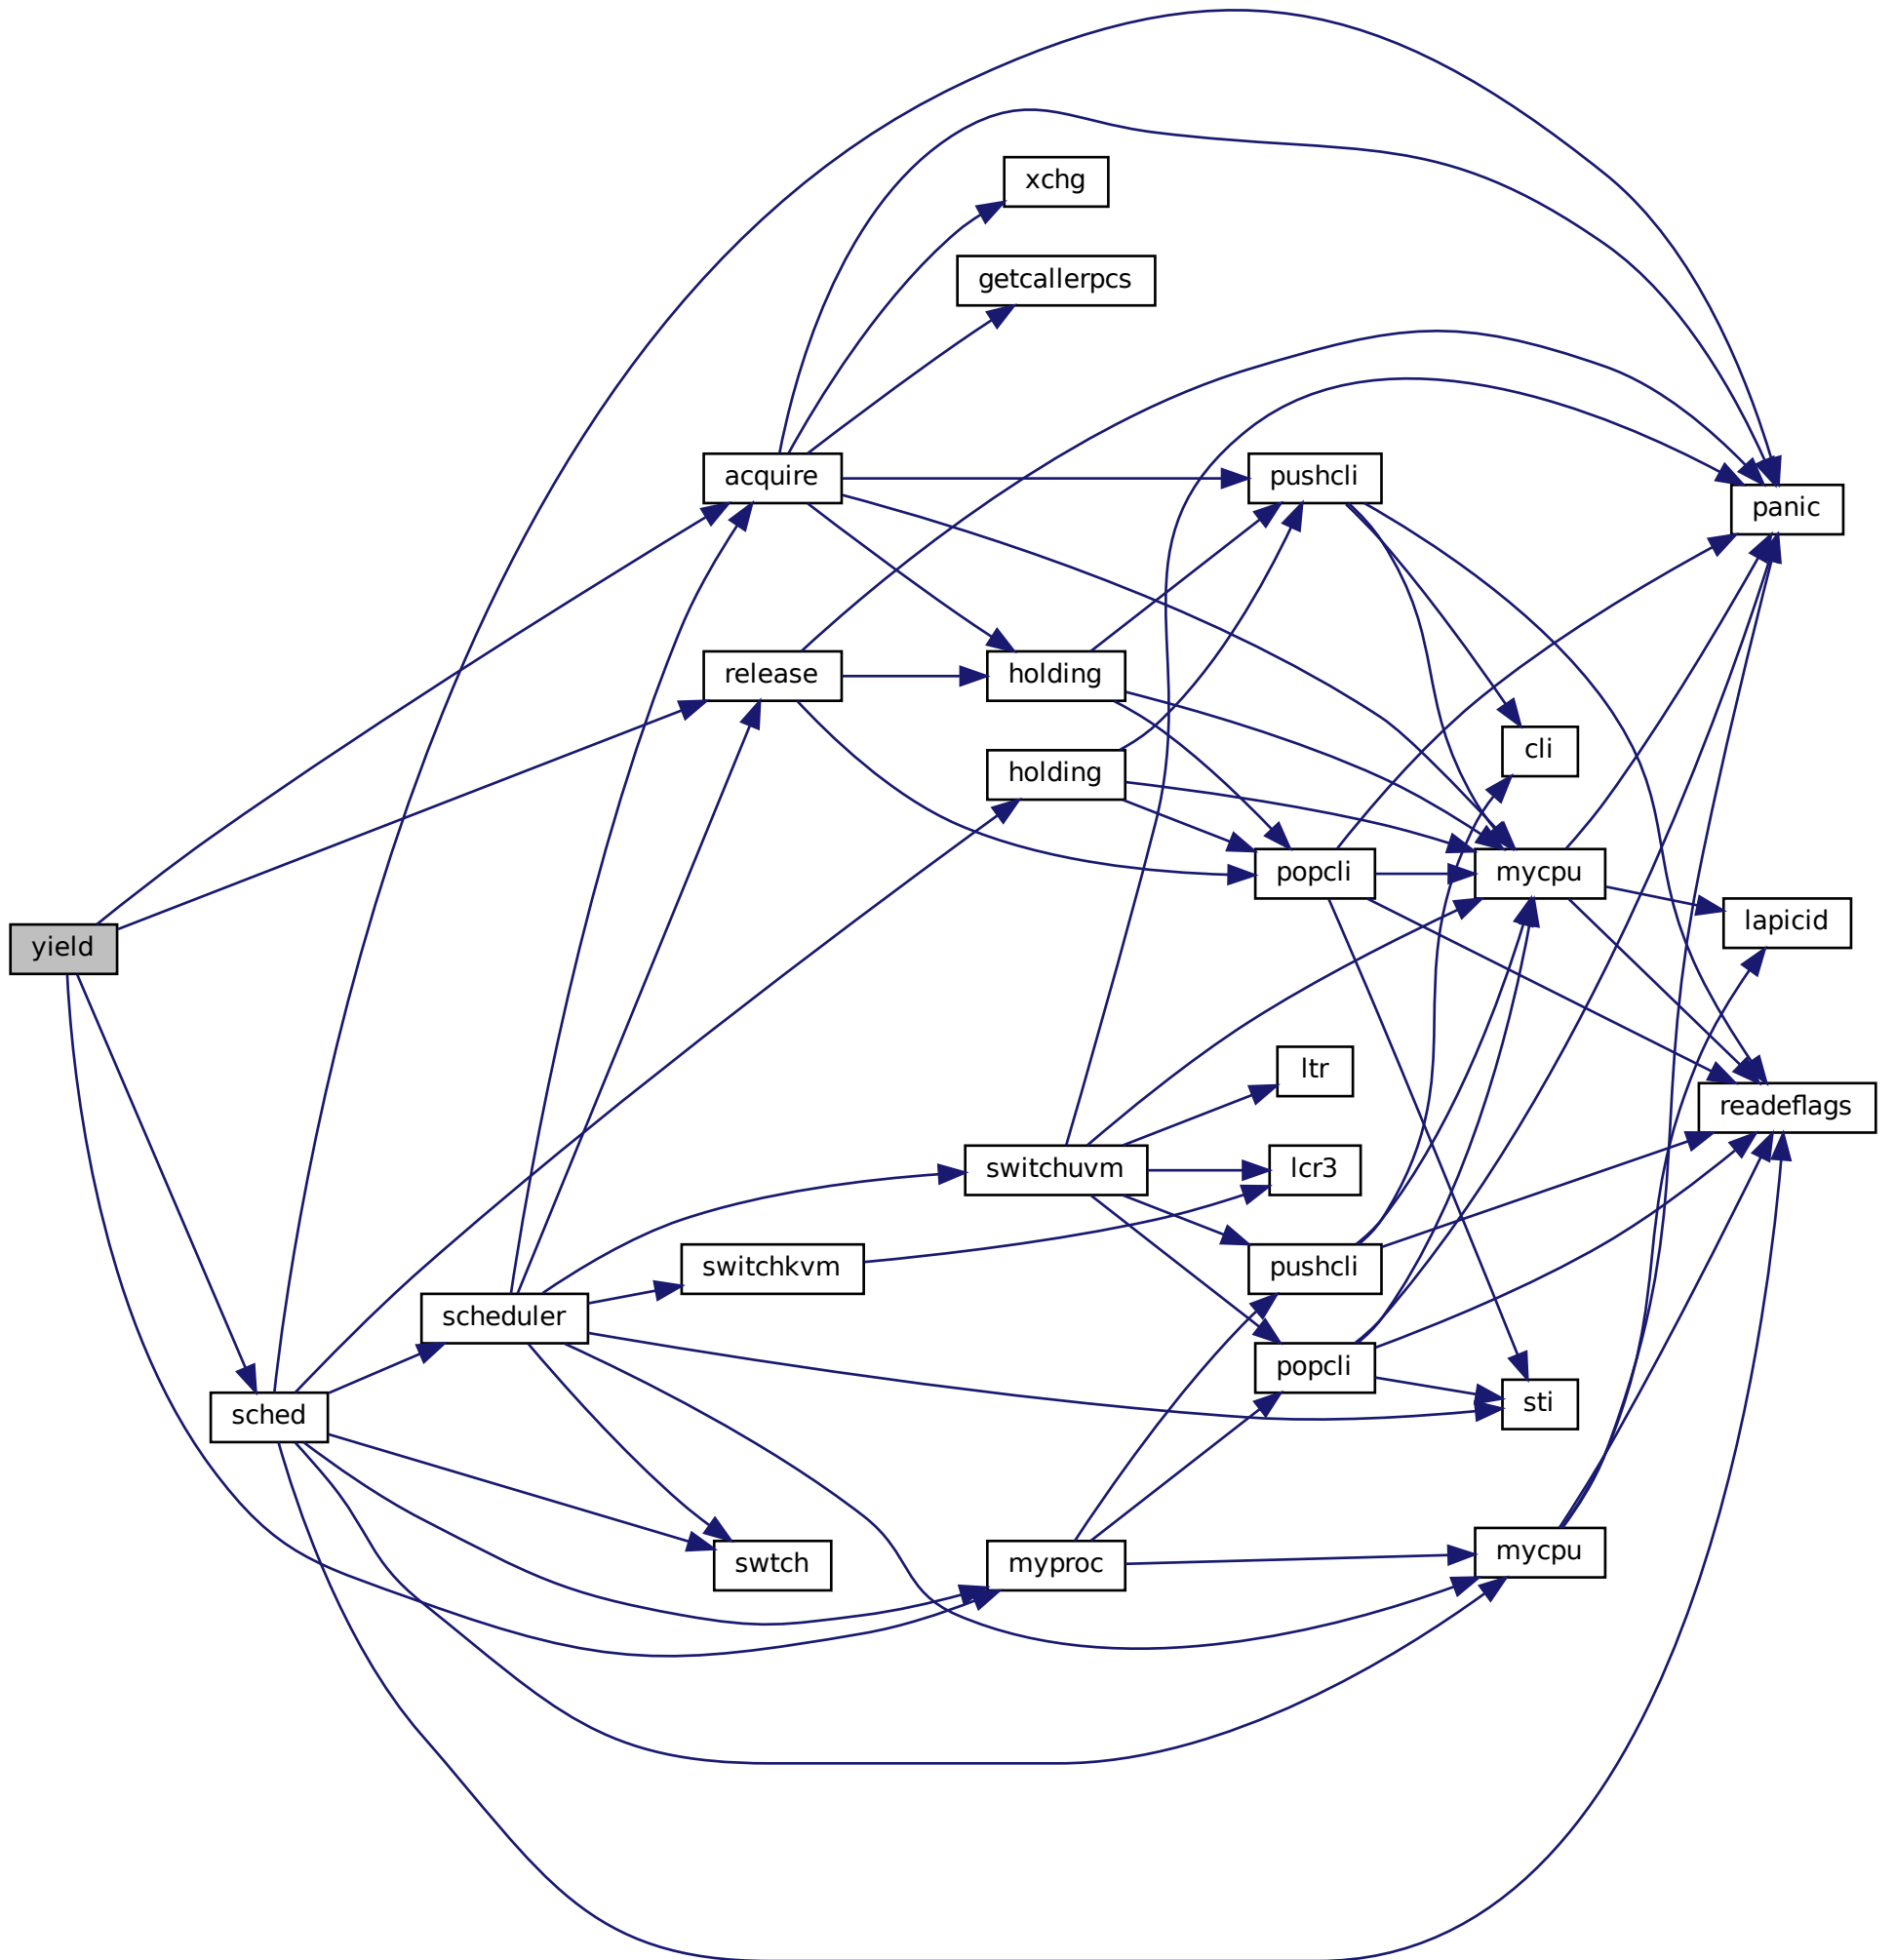 xchg
getcallerpcs
acquire
pushcli
panic
release
holding
cli
holding
popcli
mycpu
lapicid
yield
ltr
readeflags
switchuvm
lcr3
switchkvm
pushcli
scheduler
popcli
sti
sched
swtch
myproc
mycpu